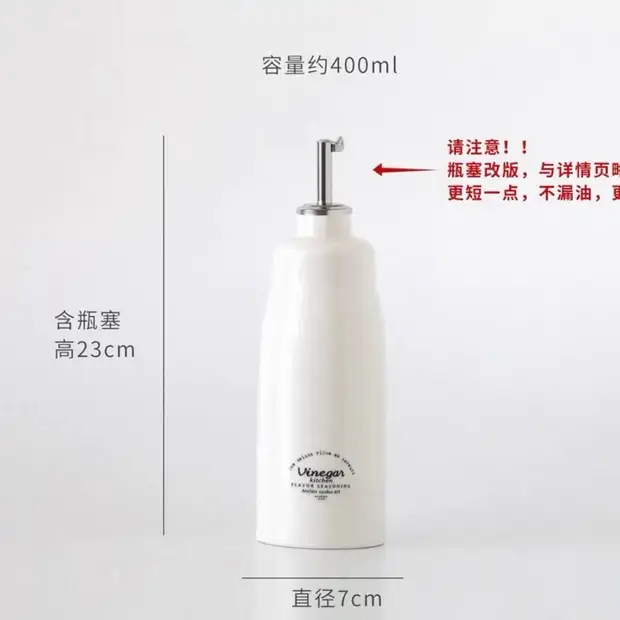 容量约400ml
请注意！！
瓶塞改版，与详情页
更短一点，不漏油，
含瓶塞
高23cm
Vinegar
kitchen
FLAVOR SEASONING
直径7cm